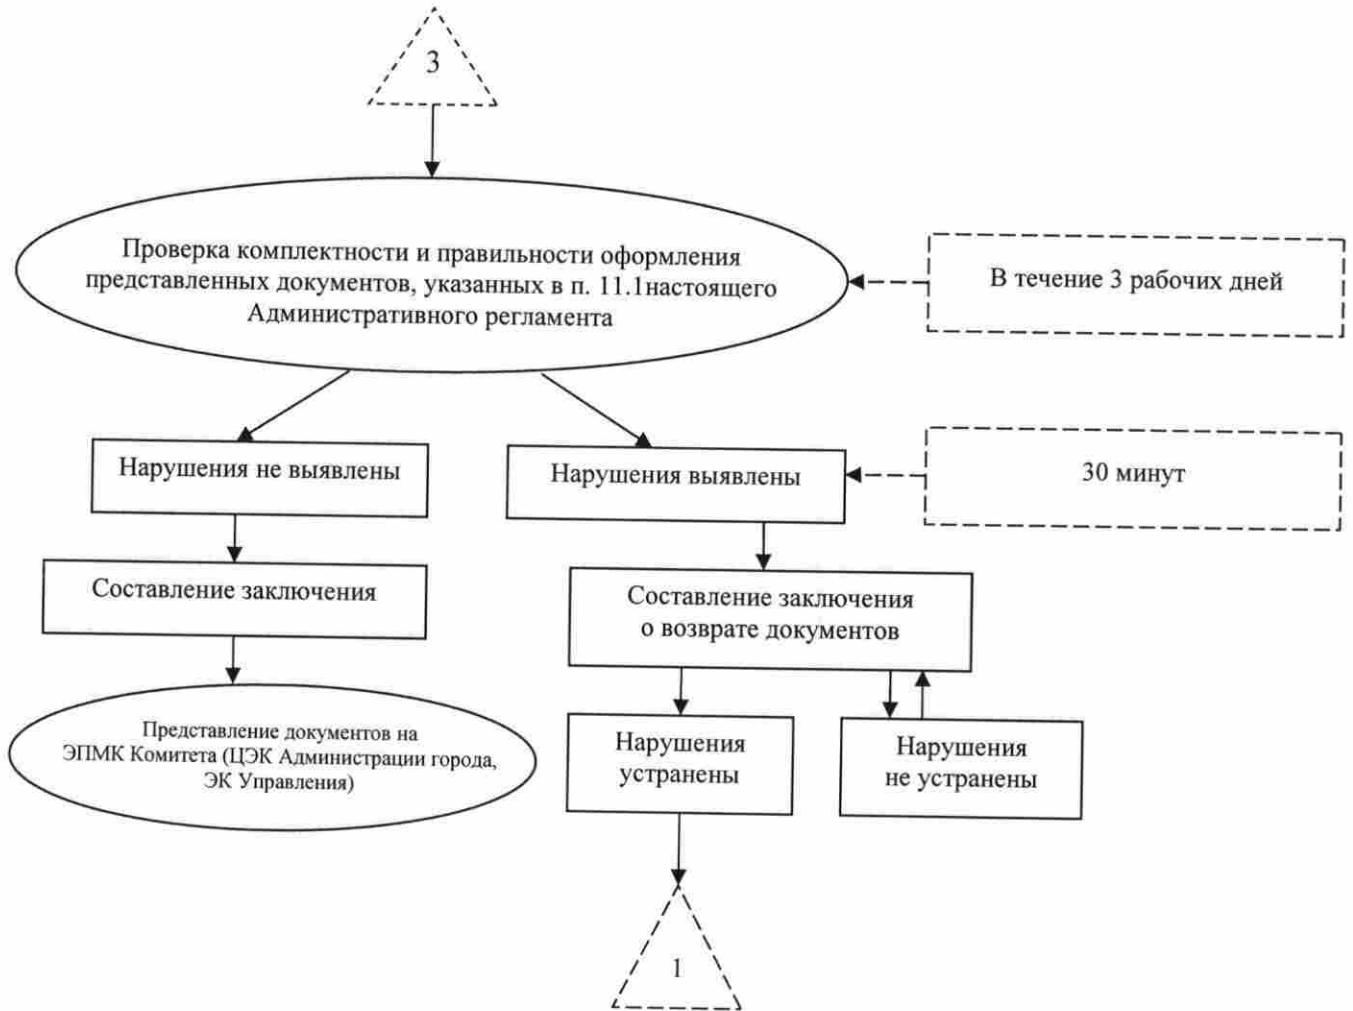 3
Проверка комплектности и правильности оформления
представленных документов, указанных в п. 11.1настоящего
Административного регламента
В течение 3 рабочих дней
Нарушения не выявлены
Нарушения выявлены
30 минут
Составление заключения
Составление заключения
о возврате документов
Представление документов на
ЭПМК Комитета (ЦЭК Администрации города,
ЭК Управления)
Нарушения
устранены
Нарушения
не устранены
1